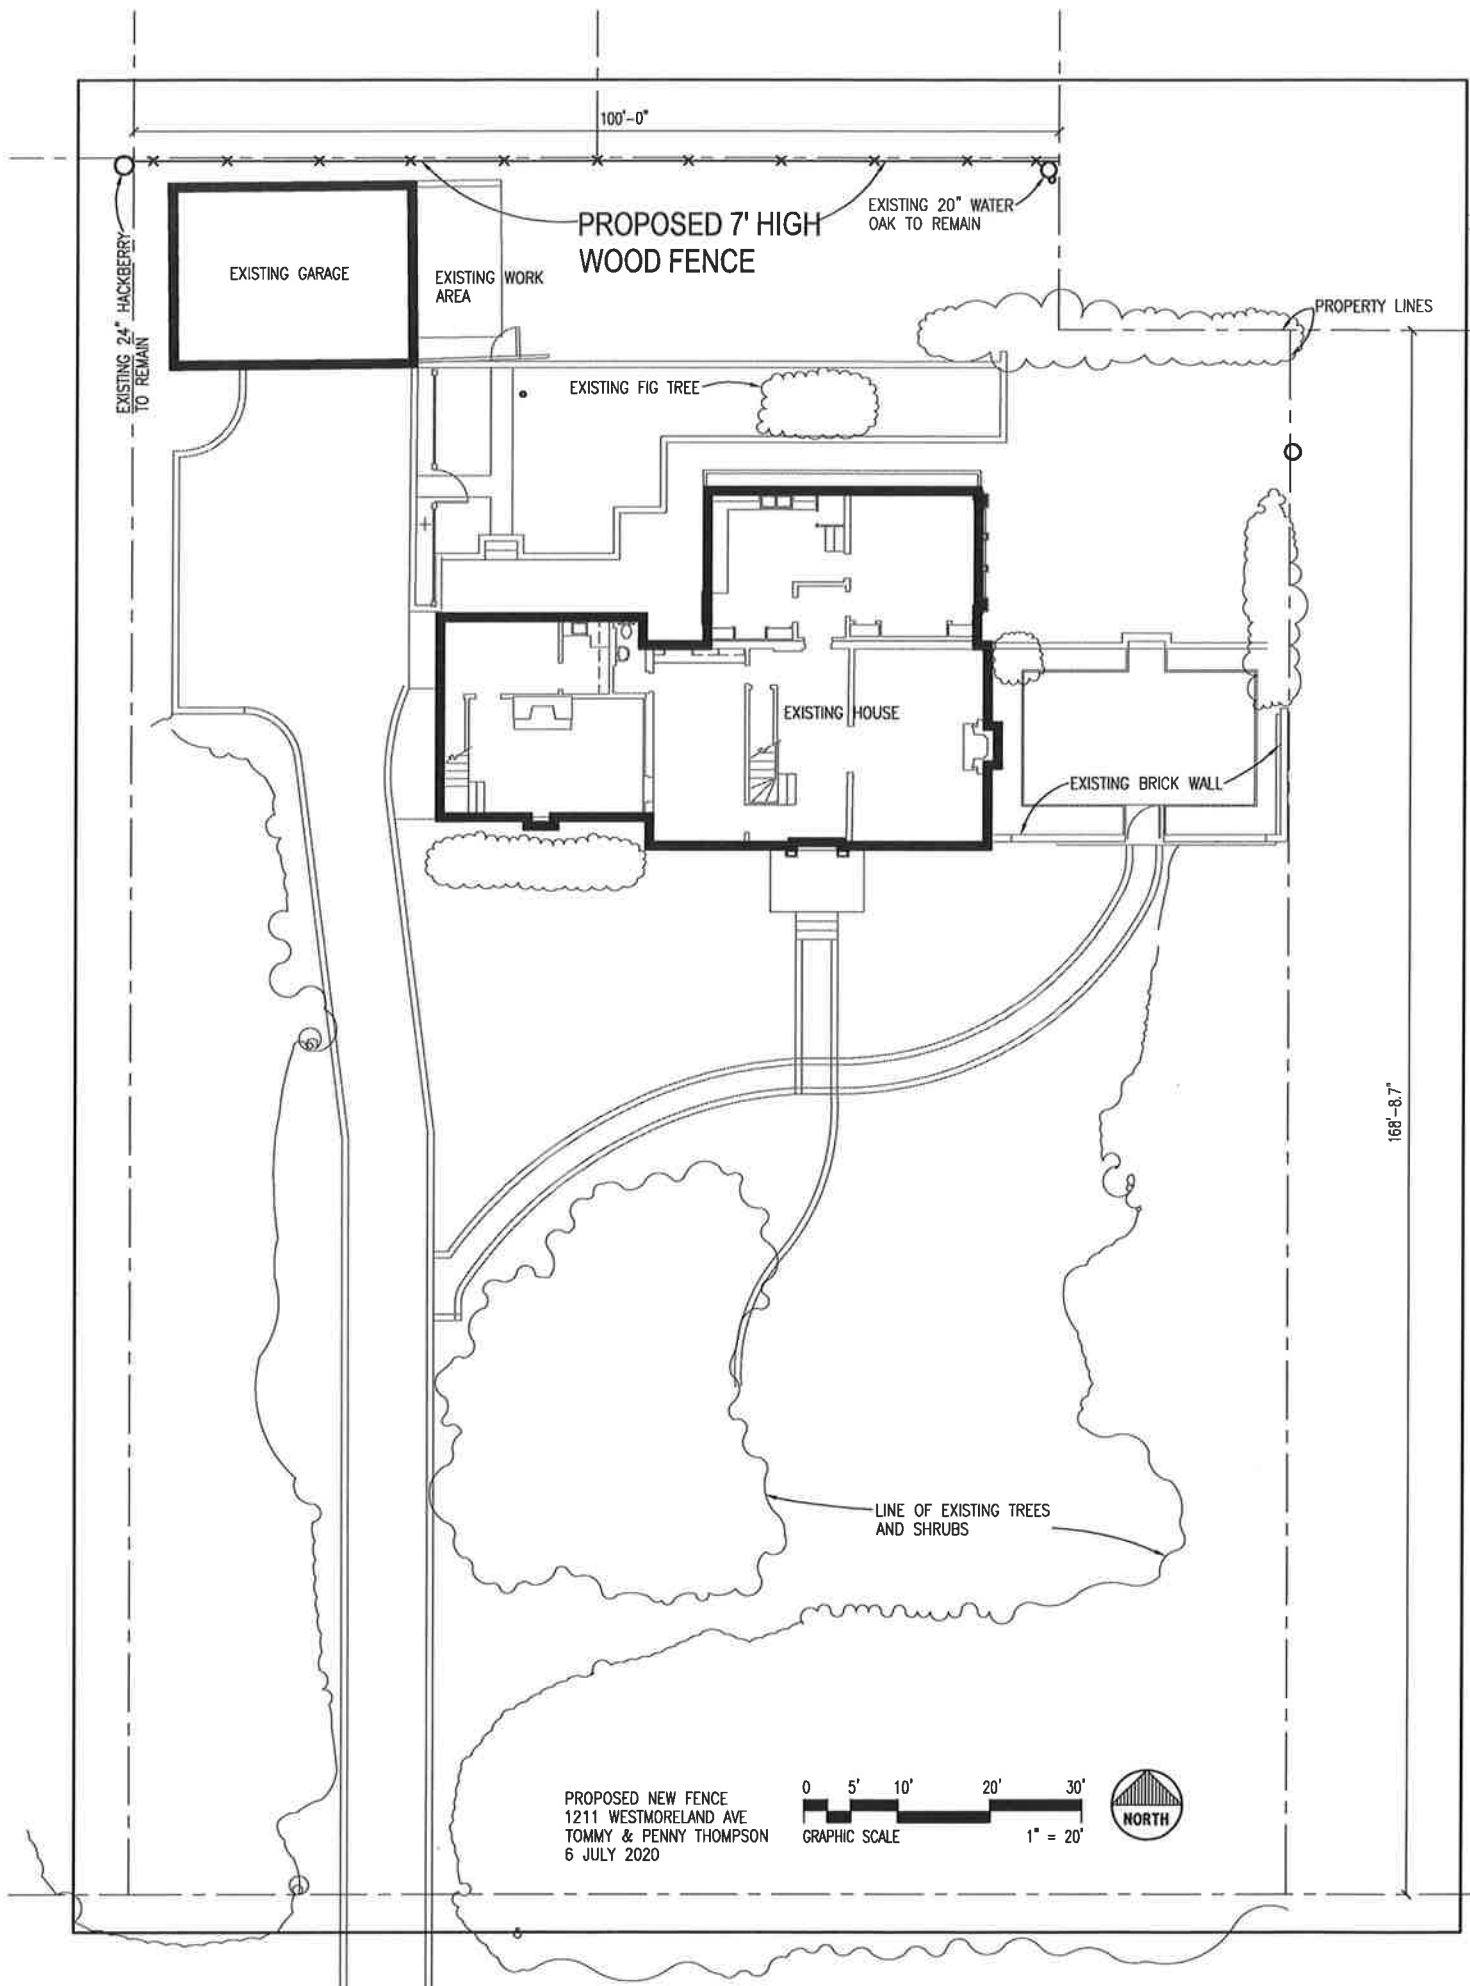 100'-0"
PROPOSED 7' HIGH
WOOD FENCE
EXISTING 20" WATER
OAK TO REMAIN
EXISTING GARAGE
EXISTING WORK
AREA
EXISTING 24" HACKBERRY
TO REMAIN
PROPERTY LINES
EXISTING FIG TREE
EXISTING HOUSE
EXISTING BRICK WALL
168'-8.7"
LINE OF EXISTING TREES
AND SHRUBS
PROPOSED NEW FENCE
1211 WESTMORELAND AVE
TOMMY & PENNY THOMPSON
6 JULY 2020
0 5' 10' 20' 30'
GRAPHIC SCALE 1" = 20'
NORTH